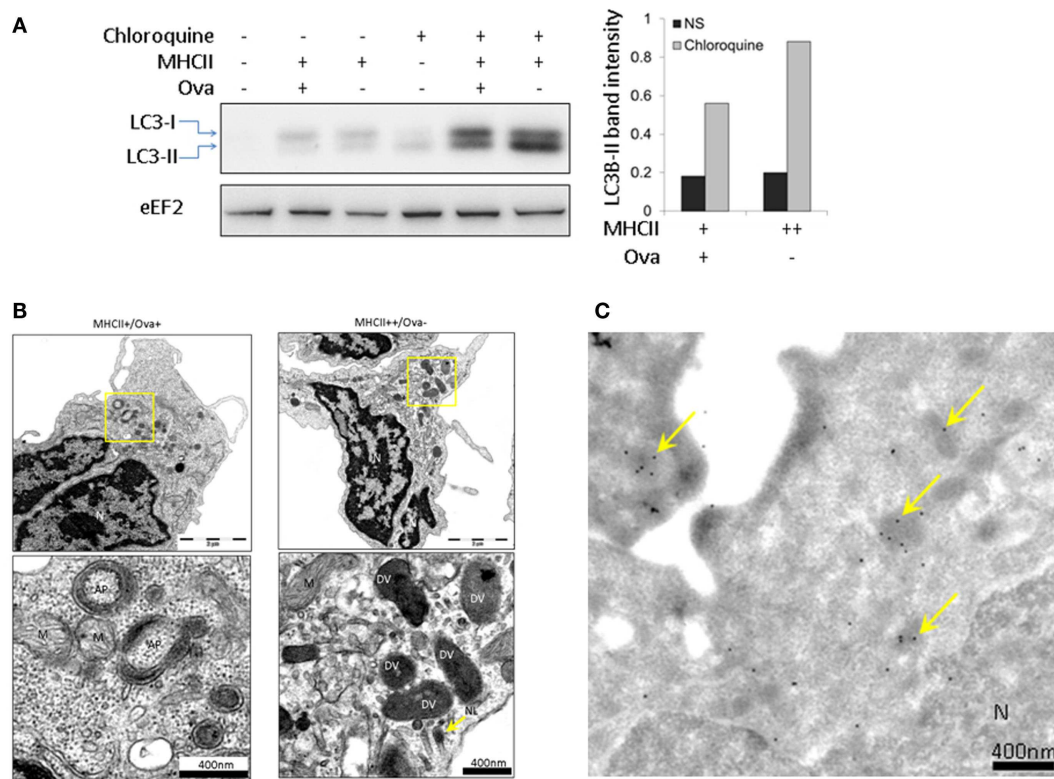 A
Chloroquine - - - + + +
MHCII - + + - + +
Ova - + - - + -
LC3-I
LC3-II
eEF2
LC3B-II band intensity
1
0.8
0.6
0.4
0.2
0
NS
Chloroquine
MHCII + ++
Ova + -
B
MHCII+/Ova+
MHCII++/Ova-
N
AP
M
M
AP
400nm
M
DV
DV
DV
DV
DV
NL
400nm
C
N
400nm